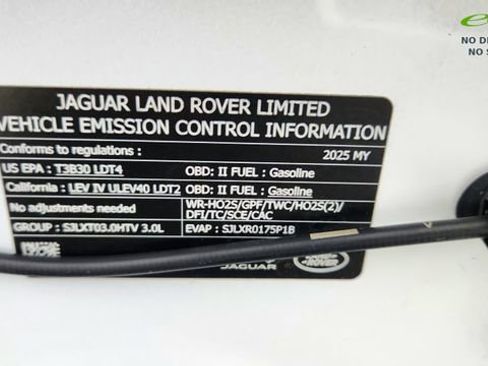 NO
NO S
JAGUAR LAND ROVER LIMITED
VEHICLE EMISSION CONTROL INFORMATION
Conforms to regulations : 2025 MY
US EPA : T3B30 LDT4 OBD: II FUEL : Gasoline
California : LEV IV ULEV40 LDT2 OBD: II FUEL : Gasoline
No adjustments needed WR-HO2S/GPF/TWC/HO2S(2)/
DFI/TC/SCE/CAC
GROUP : SJLXT03.0HTV 3.0L EVAP : SJLXR0175P1B
JAGUAR
ROVER